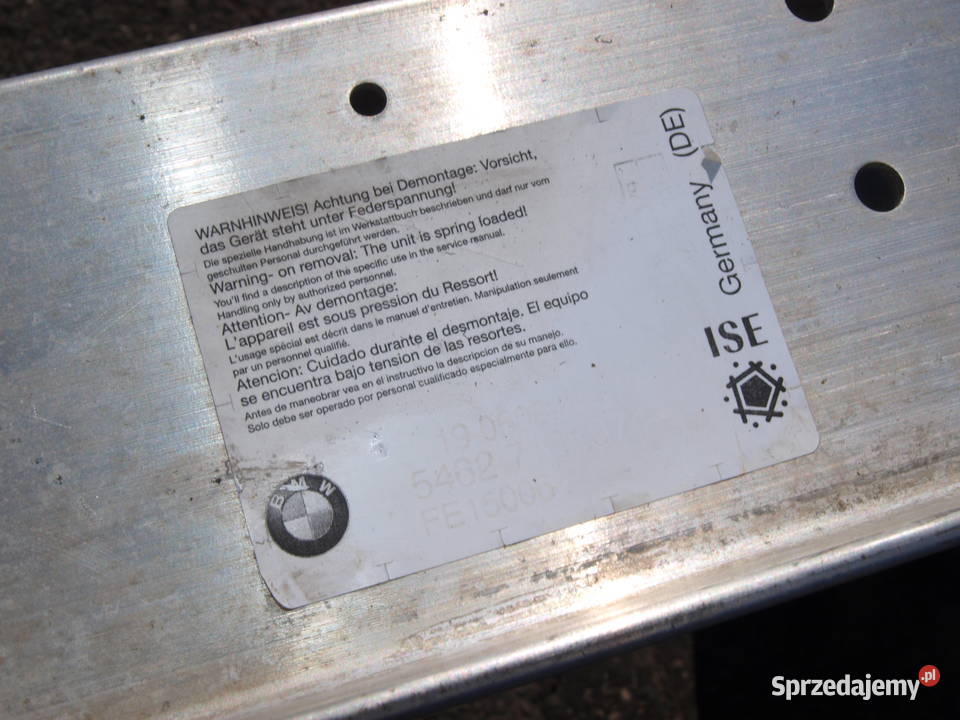 WARNHINWEIS! Achtung bei Demontage: Vorsicht,
das Gerät steht unter Federspannung!
Die spezielle Handhabung ist im Werkstattbuch beschrieben und darf nur vom
geschulten Personal durchgeführt werden.
Warning- on removal: The unit is spring loaded!
You'll find a description of the specific use in the service manual.
Handling only by authorized personnel.
Attention- Av demontage:
L'appareil est sous pression du Ressort!
L'usage spécial est décrit dans le manuel d'entretien. Manipulation seulement
par un personnel qualifié.
Atencion: Cuidado durante el desmontaje. El equipo
se encuentra bajo tension de las resortes.
Antes de maneobrar vea en el instructivo la descripcion de su manejo.
Solo debe ser operado por personal cualificado especialmente para ello.
ISE Germany (DE)
5462 7
BMW
Sprzedajemy.pl